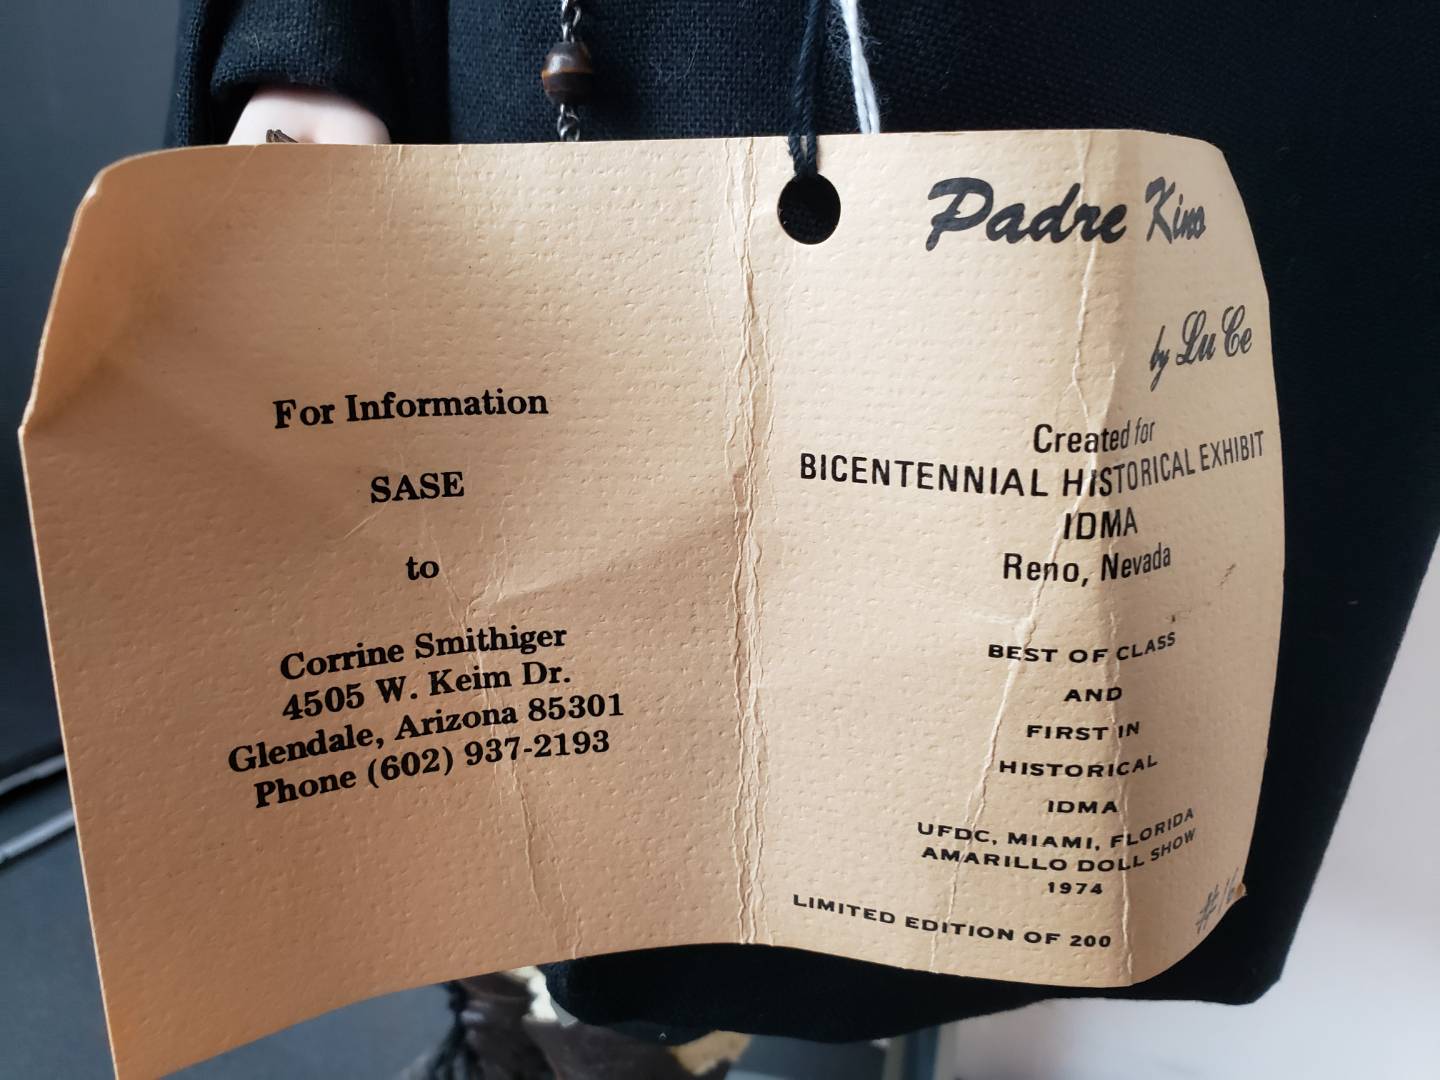 For Information
SASE
to
Corrine Smithiger
4505 W. Keim Dr.
Glendale, Arizona 85301
Phone (602) 937-2193
Padre Kino
by Lu Ce
Created for
BICENTENNIAL HISTORICAL EXHIBIT
IDMA
Reno, Nevada
BEST OF CLASS
AND
FIRST IN
HISTORICAL
IDMA
UFDC, MIAMI, FLORIDA
AMARILLO DOLL SHOW
1974
LIMITED EDITION OF 200